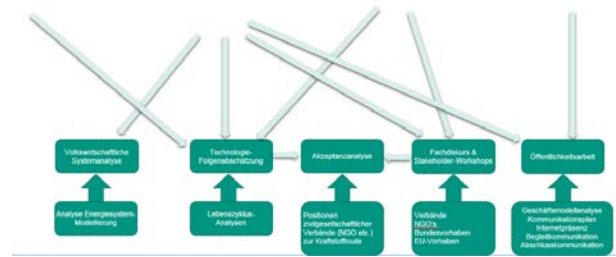 Volkswirtschaftliche
Systemanalyse
Technologie-
Folgenabschätzung
Akzeptanzanalyse
Fachdiskurs &
Stakeholder-Workshops
Öffentlichkeitarbeit
Analyse Energiesystem-
Modellierung
Lebenszyklus-
Analysen
Positionen
zivilgesellschaftlicher
Verbände (NGO etc.)
zur Kraftstoffroute
Verbände
NGO's
Bundesvorhaben
EU-Vorhaben
Geschäftsmodellanalyse
Kommunikationsplan
Internetpräsenz
Begleitkommunikation
Abschlusskommunikation